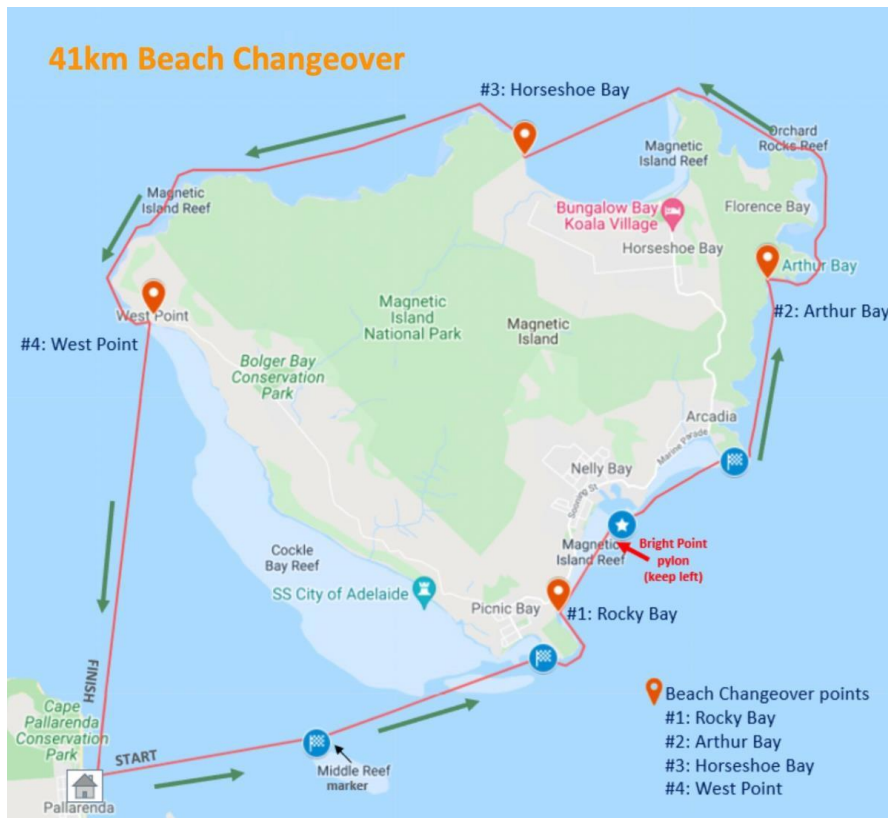 41km Beach Changeover
#3: Horseshoe Bay
Orchard
Rocks Reef
Magnetic
Island Reef
Magnetic
Island Reef
Bungalow Bay
Koala Village
Florence Bay
Horseshoe Bay
Arthur Bay
#2: Arthur Bay
West Point
#4: West Point
Magnetic
Island
National Park
Magnetic
Island
Bolger Bay
Conservation
Park
Arcadia
Marine Parade
Nelly Bay
Sooning St
Magnetic
Island Reef
Bright Point
pylon
(keep left)
Cockle
Bay Reef
SS City of Adelaide
Picnic Bay
#1: Rocky Bay
FINISH
Cape
Pallarenda
Conservation
Park
START
Middle Reef
marker
Pallarenda
Beach Changeover points
#1: Rocky Bay
#2: Arthur Bay
#3: Horseshoe Bay
#4: West Point